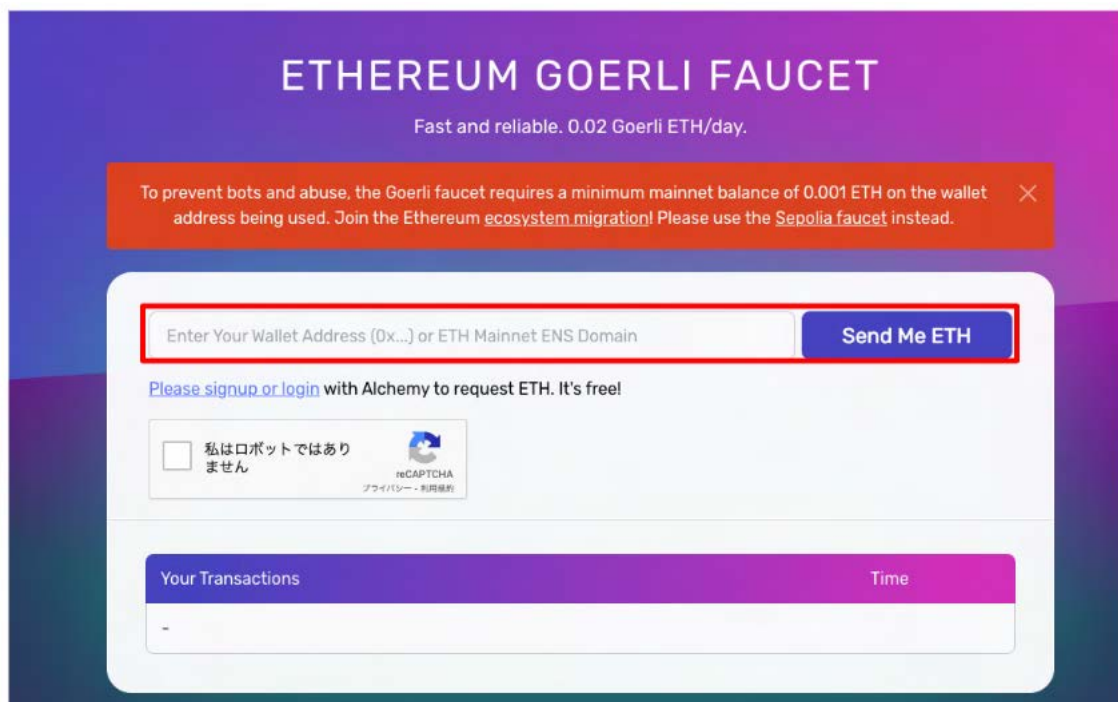 ETHEREUM GOERLI FAUCET
Fast and reliable. 0.02 Goerli ETH/day.
To prevent bots and abuse, the Goerli faucet requires a minimum mainnet balance of 0.001 ETH on the wallet
address being used. Join the Ethereum ecosystem migration! Please use the Sepolia faucet instead.
Enter Your Wallet Address (0x...) or ETH Mainnet ENS Domain
Send Me ETH
Please signup or login with Alchemy to request ETH. It's free!
私はロボットではあり
ません
reCAPTCHA
プライバシー - 利用規約
Your Transactions
Time
-